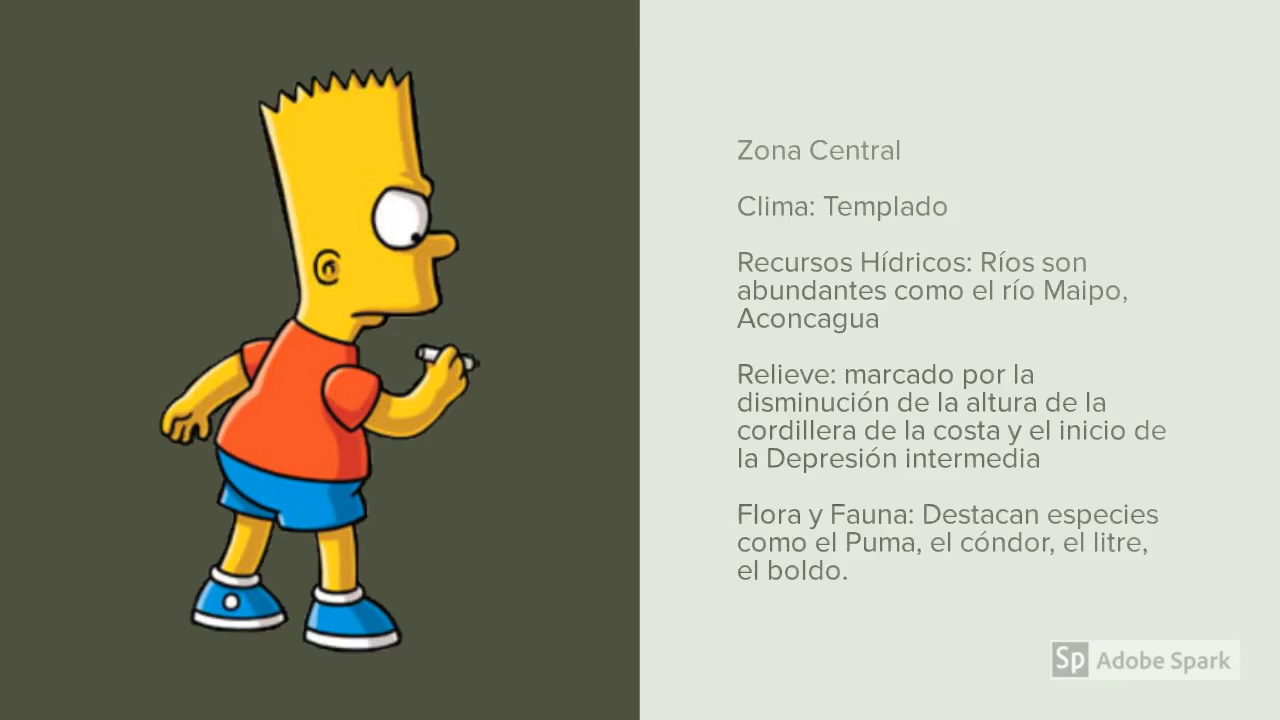 Zona Central
Clima: Templado
Recursos Hídricos: Ríos son
abundantes como el río Maipo,
Aconcagua
Relieve: marcado por la
disminución de la altura de la
cordillera de la costa y el inicio de
la Depresión intermedia
Flora y Fauna: Destacan especies
como el Puma, el cóndor, el litre,
el boldo.
Sp Adobe Spark